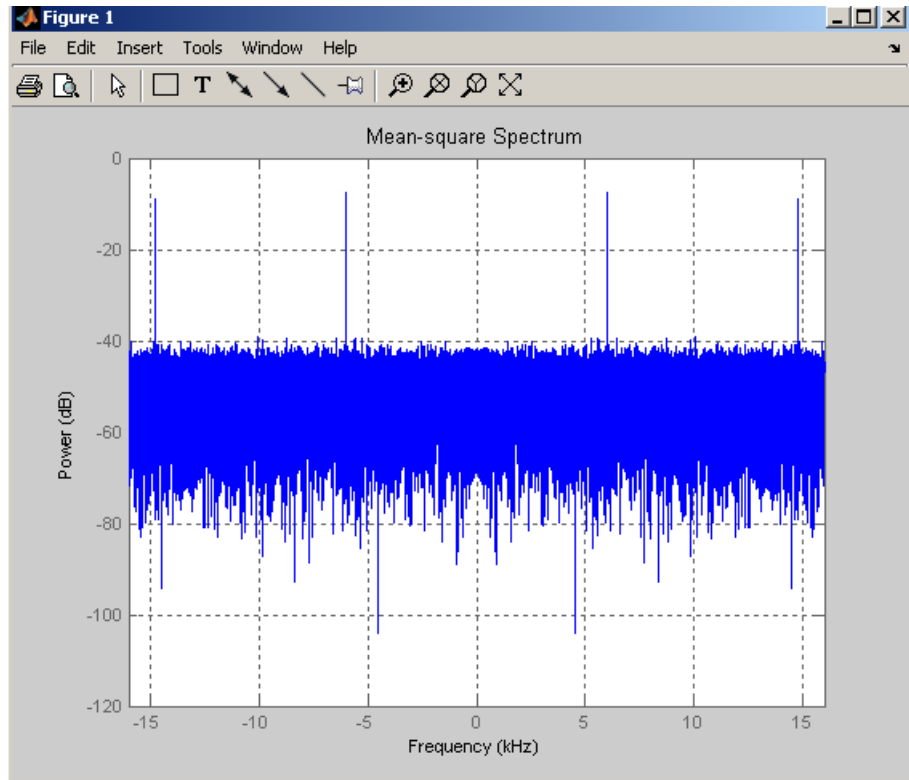 Figure 1
File Edit Insert Tools Window Help
T
Mean-square Spectrum
0
-20
-40
-60
-80
-100
-120
Power (dB)
-15 -10 -5 0 5 10 15
Frequency (kHz)